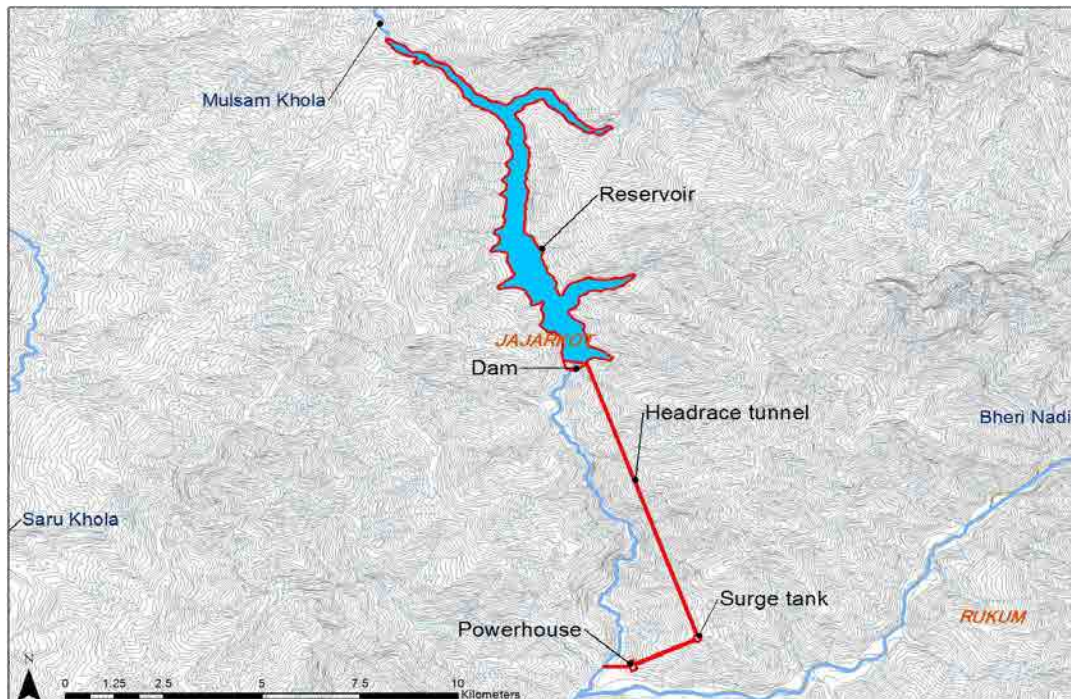 Mulsam Khola
Reservoir
JAJARKOT
Dam
Headrace tunnel
Bheri Nadi
Saru Khola
Surge tank
RUKUM
Powerhouse
Z
0 1.25 2.5 5 7.5 10
Kilometers